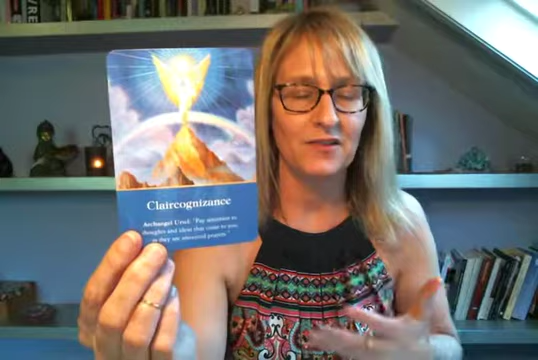 Claircognizance
Archangel Uriel: "Pay attention to
thoughts and ideas that come to you,
as they are answered prayers."